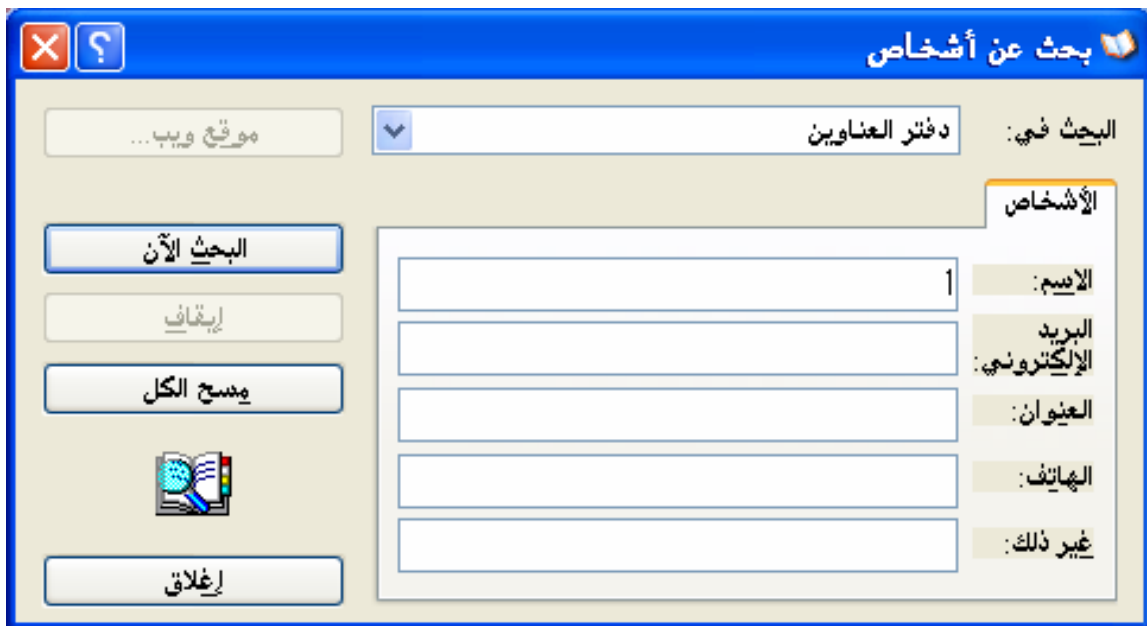 بحث عن أشخاص
؟
البحث في:
دفتر العناوين
موقع ويب...
الأشخاص
الاسم:
1
البريد
الإلكتروني:
العنوان:
الهاتف:
غير ذلك:
البحث الآن
إيقاف
مسح الكل
إغلاق